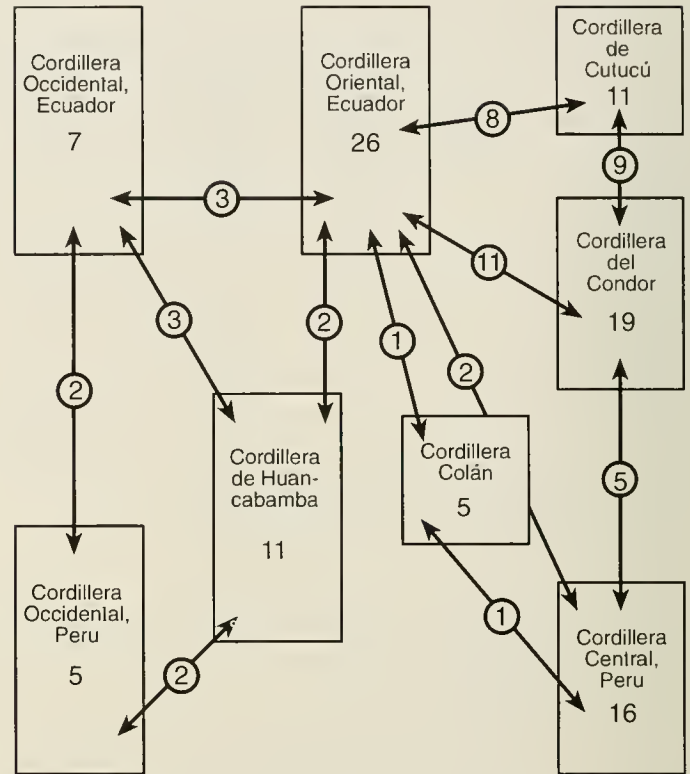 Cordillera
Occidental,
Ecuador
7
Cordillera
Oriental,
Ecuador
26
Cordillera
de
Cutucú
11
8
9
3
Cordillera
del
Condor
19
11
3
2
1
2
2
Cordillera
de Huan-
cabamba
11
Cordillera
Colán
5
5
Cordillera
Occidental,
Peru
5
2
1
Cordillera
Central,
Peru
16